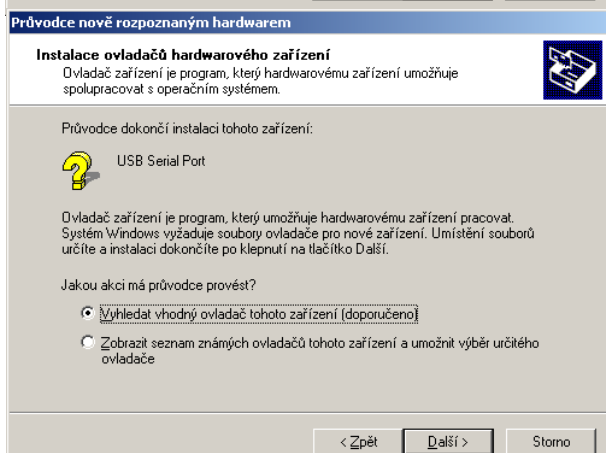 Průvodce nově rozpoznaným hardwarem
Instalace ovladačů hardwarového zařízení
Ovladač zařízení je program, který hardwarovému zařízení umožňuje
spolupracovat s operačním systémem.
Průvodce dokončí instalaci tohoto zařízení:
USB Serial Port
Ovladač zařízení je program, který umožňuje hardwarovému zařízení pracovat.
Systém Windows vyžaduje soubory ovladače pro nové zařízení. Umístění souborů
určíte a instalaci dokončíte po klepnutí na tlačítko Další.
Jakou akci má průvodce provést?
Vyhledat vhodný ovladač tohoto zařízení (doporučeno)
Zobrazit seznam známých ovladačů tohoto zařízení a umožnit výběr určitého
ovladače
< Zpět
Další >
Storno